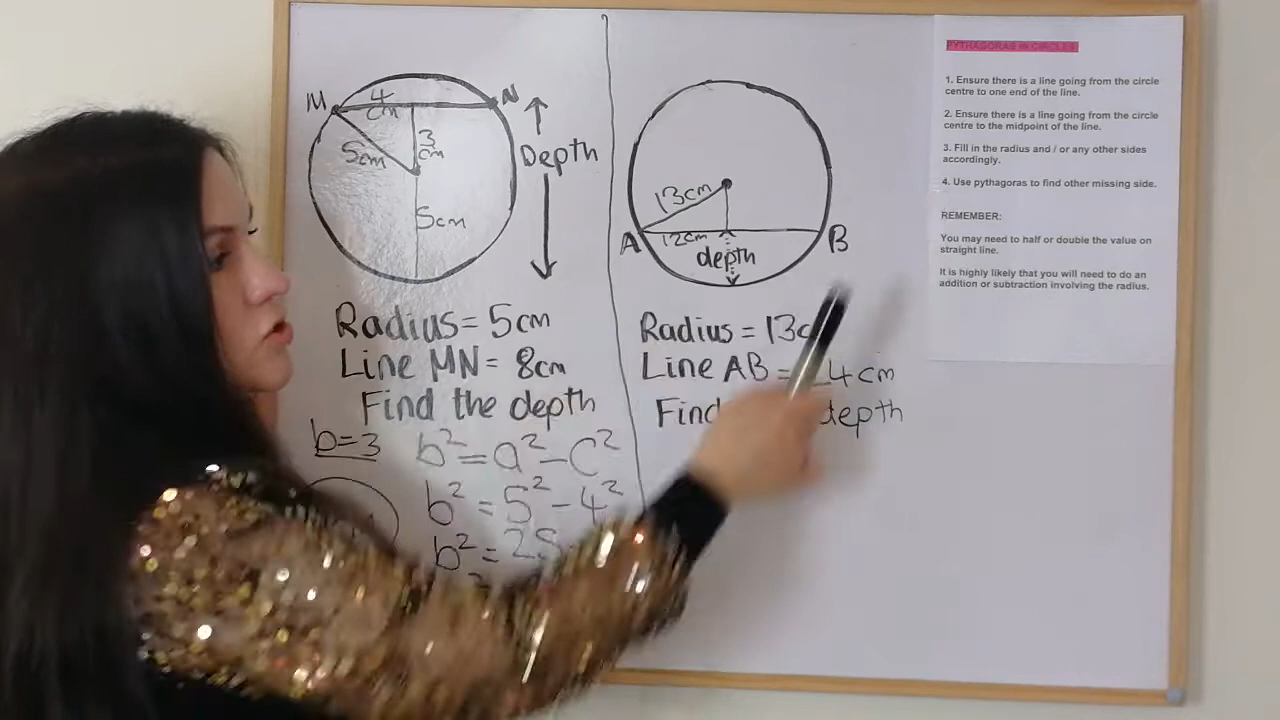 M
4
cm
N
5cm
3
cm
5cm
Depth
Radius = 5cm
Line MN = 8cm
Find the depth
b=3
b² = a² - c²
b² = 5² - 4²
b² = 25
13cm
12cm
A
B
depth
Radius = 13c
Line AB = 4cm
Find depth
PYTHAGORAS IN CIRCLES
1. Ensure there is a line going from the circle
centre to one end of the line.
2. Ensure there is a line going from the circle
centre to the midpoint of the line.
3. Fill in the radius and / or any other sides
accordingly.
4. Use pythagoras to find other missing side.
REMEMBER:
You may need to half or double the value on
straight line.
It is highly likely that you will need to do an
addition or subtraction involving the radius.